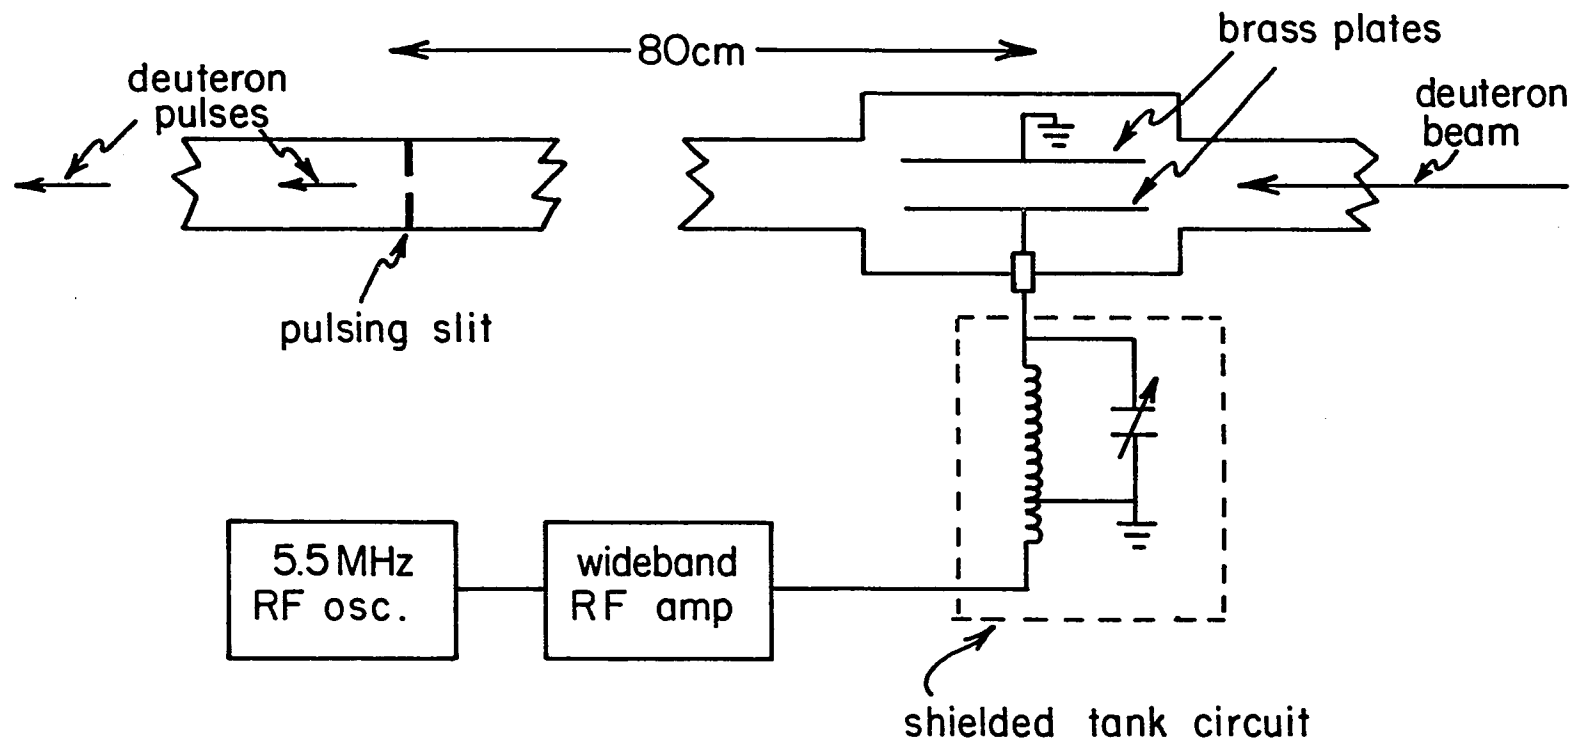 80cm
brass plates
deuteron
pulses
deuteron
beam
pulsing slit
5.5 MHz
RF osc.
wideband
RF amp
shielded tank circuit